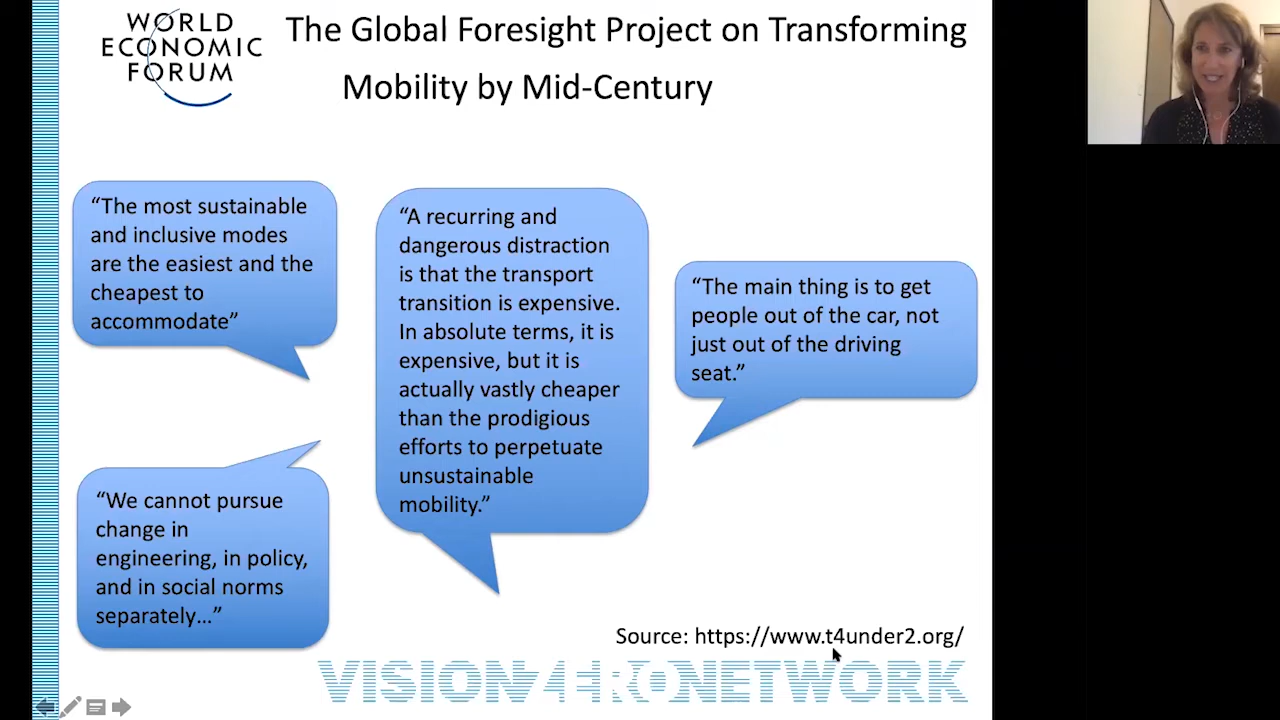 WORLD
ECONOMIC
FORUM
The Global Foresight Project on Transforming
Mobility by Mid-Century
“The most sustainable
and inclusive modes
are the easiest and the
cheapest to
accommodate”
“A recurring and
dangerous distraction
is that the transport
transition is expensive.
In absolute terms, it is
expensive, but it is
actually vastly cheaper
than the prodigious
efforts to perpetuate
unsustainable
mobility.”
“The main thing is to get
people out of the car, not
just out of the driving
seat.”
“We cannot pursue
change in
engineering, in policy,
and in social norms
separately…”
Source: https://www.t4under2.org/
NETWORK